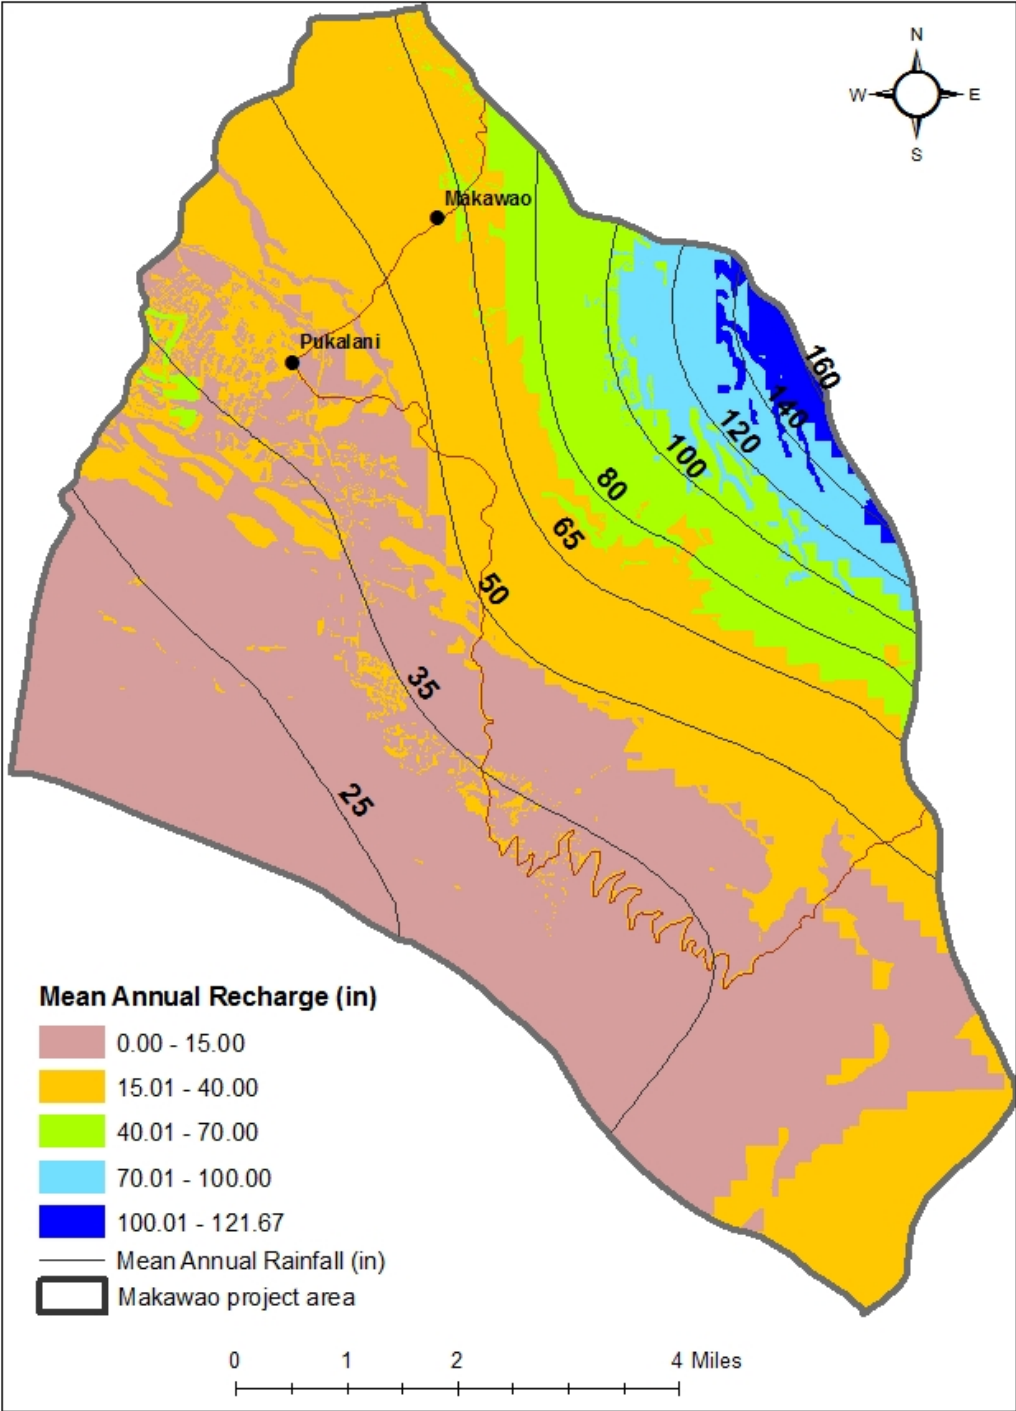 N
W E
S
Makawao
Pukalani
160
140
120
100
80
65
50
35
25
Mean Annual Recharge (in)
0.00 - 15.00
15.01 - 40.00
40.01 - 70.00
70.01 - 100.00
100.01 - 121.67
Mean Annual Rainfall (in)
Makawao project area
0 1 2 4 Miles